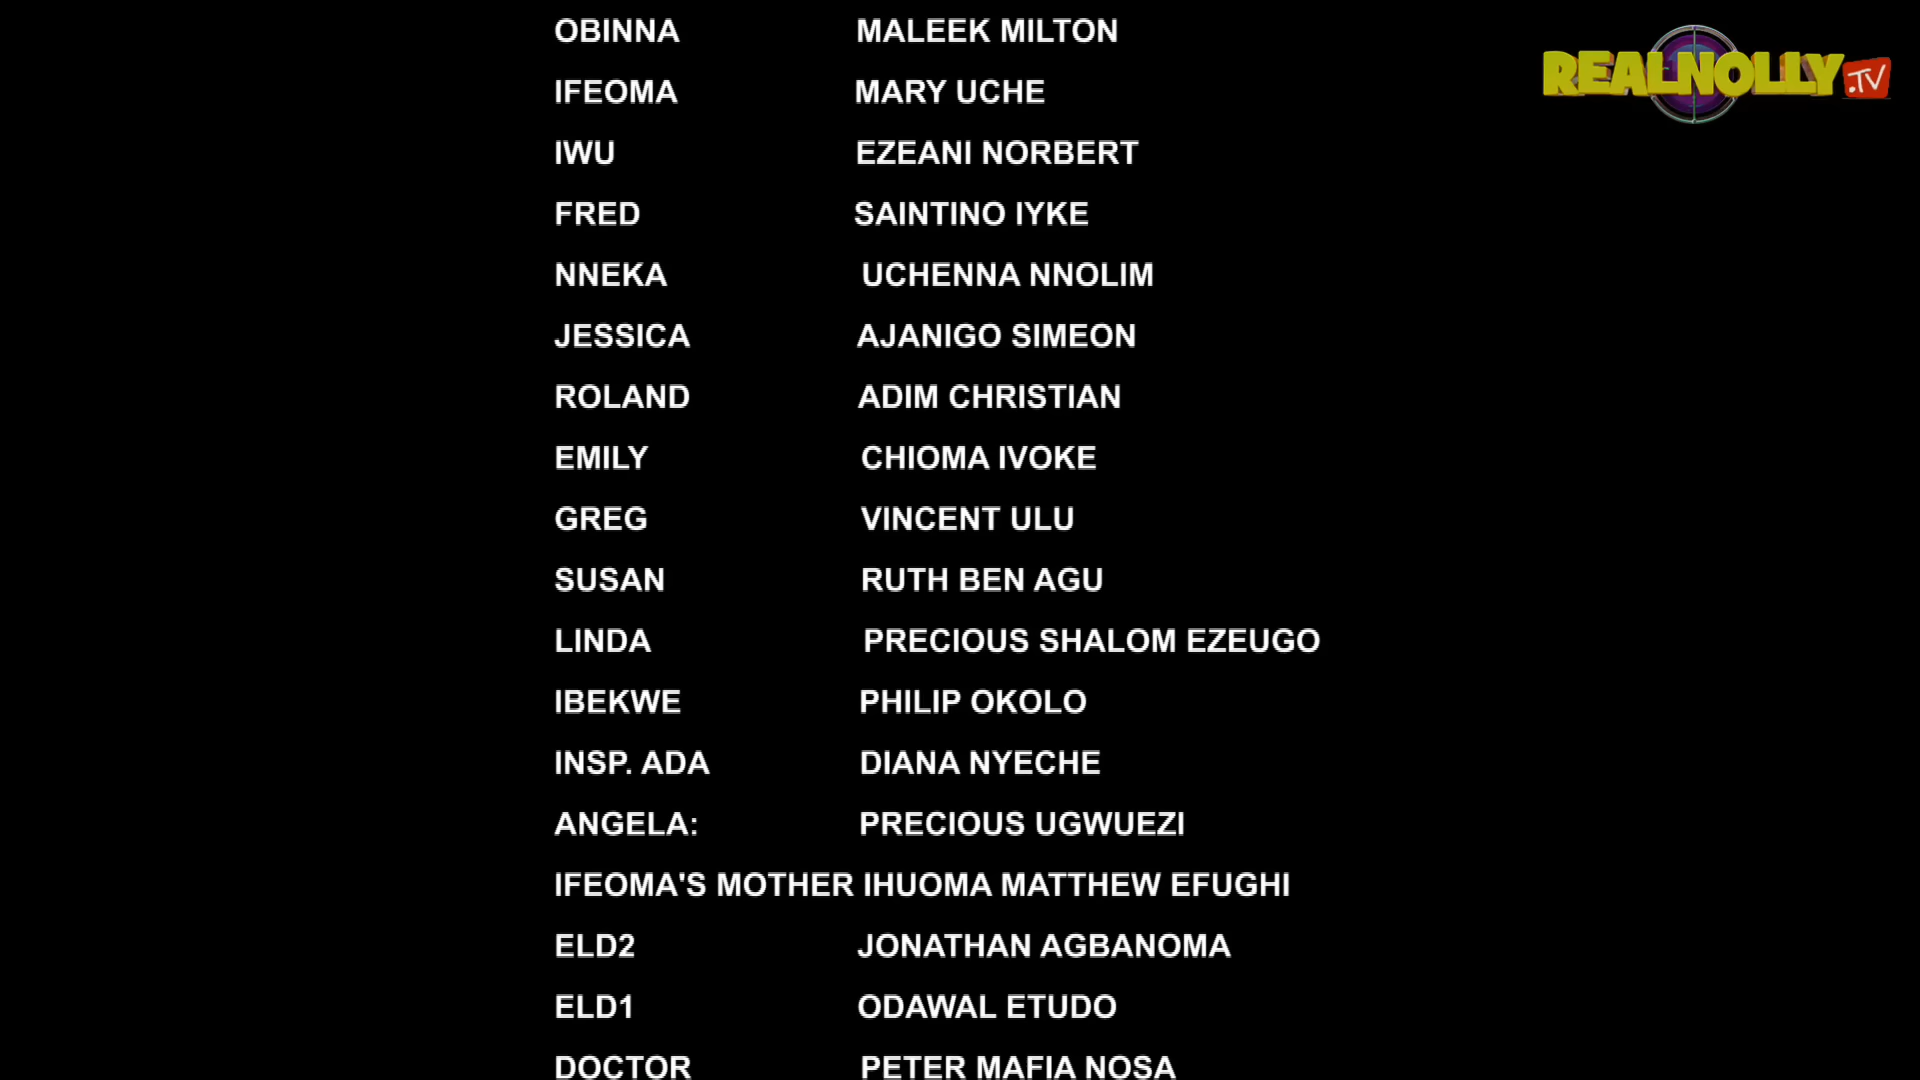 OBINNA MALEEK MILTON
IFEOMA MARY UCHE
IWU EZEANI NORBERT
FRED SAINTINO IYKE
NNEKA UCHENNA NNOLIM
JESSICA AJANIGO SIMEON
ROLAND ADIM CHRISTIAN
EMILY CHIOMA IVOKE
GREG VINCENT ULU
SUSAN RUTH BEN AGU
LINDA PRECIOUS SHALOM EZEUGO
IBEKWE PHILIP OKOLO
INSP. ADA DIANA NYECHE
ANGELA: PRECIOUS UGWUEZI
IFEOMA'S MOTHER IHUOMA MATTHEW EFUGHI
ELD2 JONATHAN AGBANOMA
ELD1 ODAWAL ETUDO
DOCTOR PETER MAFIA NOSA
REALNOLLY.TV